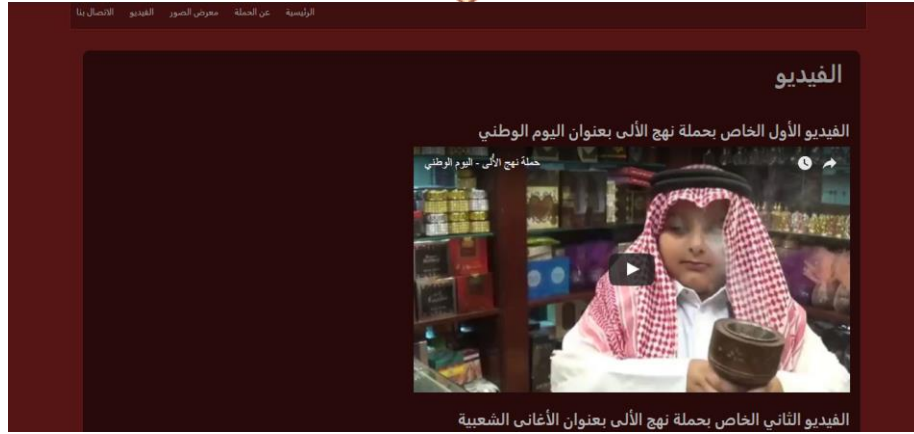 الرئيسية عن الحملة معرض الصور الفيديو الاتصال بنا
الفيديو
الفيديو الأول الخاص بحملة نهج الألى بعنوان اليوم الوطني
حملة نهج الألى - اليوم الوطني
الفيديو الثاني الخاص بحملة نهج الألى بعنوان الأغانى الشعبية